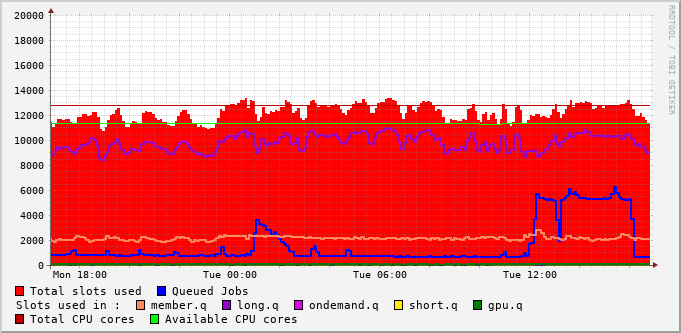 20000
18000
16000
14000
12000
10000
8000
6000
4000
2000
0
Mon 18:00 Tue 00:00 Tue 06:00 Tue 12:00
RRDTOOL / TOBI OETIKER
Total slots used Queued Jobs
Slots used in : member.q long.q ondemand.q short.q gpu.q
Total CPU cores Available CPU cores